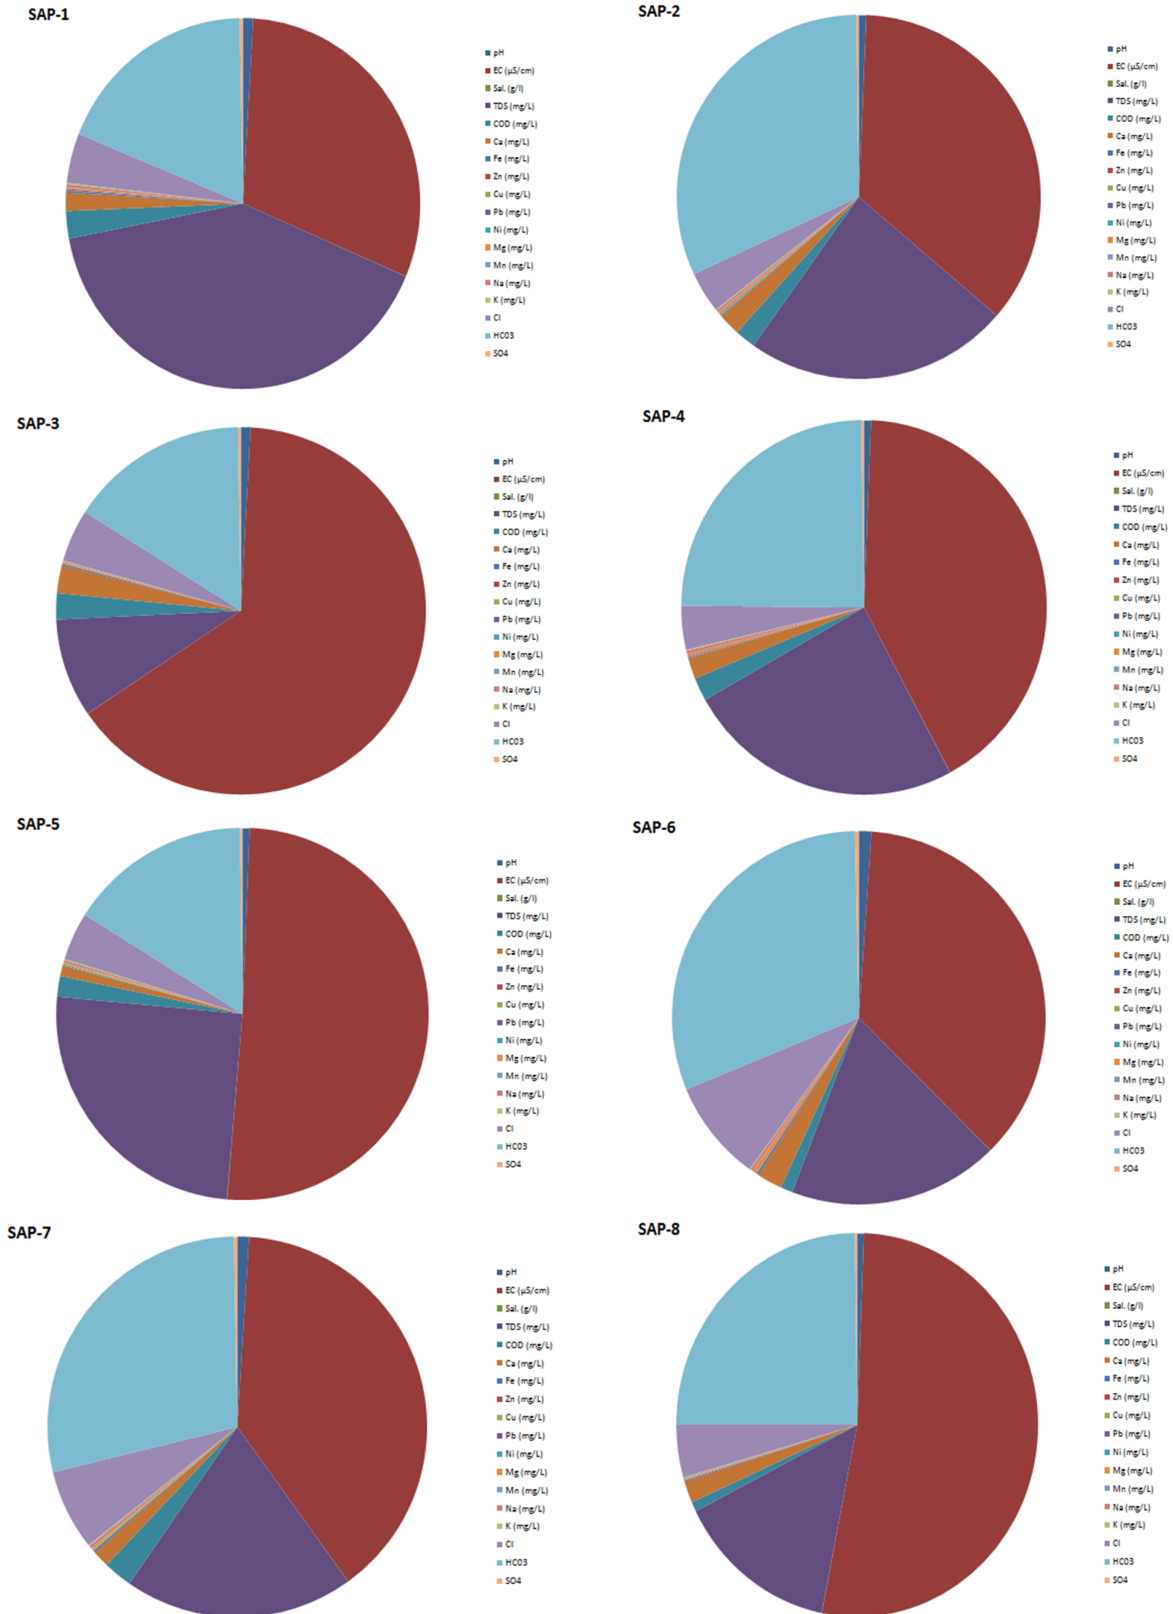 SAP-1
pH
EC (µS/cm)
Sal. (g/l)
TDS (mg/L)
COD (mg/L)
Ca (mg/L)
Fe (mg/L)
Zn (mg/L)
Cu (mg/L)
Pb (mg/L)
Ni (mg/L)
Mg (mg/L)
Mn (mg/L)
Na (mg/L)
K (mg/L)
Cl
HC03
SO4
SAP-2
pH
EC (µS/cm)
Sal. (g/l)
TDS (mg/L)
COD (mg/L)
Ca (mg/L)
Fe (mg/L)
Zn (mg/L)
Cu (mg/L)
Pb (mg/L)
Ni (mg/L)
Mg (mg/L)
Mn (mg/L)
Na (mg/L)
K (mg/L)
Cl
HC03
SO4
SAP-3
pH
EC (µS/cm)
Sal. (g/l)
TDS (mg/L)
COD (mg/L)
Ca (mg/L)
Fe (mg/L)
Zn (mg/L)
Cu (mg/L)
Pb (mg/L)
Ni (mg/L)
Mg (mg/L)
Mn (mg/L)
Na (mg/L)
K (mg/L)
Cl
HC03
SO4
SAP-4
pH
EC (µS/cm)
Sal. (g/l)
TDS (mg/L)
COD (mg/L)
Ca (mg/L)
Fe (mg/L)
Zn (mg/L)
Cu (mg/L)
Pb (mg/L)
Ni (mg/L)
Mg (mg/L)
Mn (mg/L)
Na (mg/L)
K (mg/L)
Cl
HC03
SO4
SAP-5
pH
EC (µS/cm)
Sal. (g/l)
TDS (mg/L)
COD (mg/L)
Ca (mg/L)
Fe (mg/L)
Zn (mg/L)
Cu (mg/L)
Pb (mg/L)
Ni (mg/L)
Mg (mg/L)
Mn (mg/L)
Na (mg/L)
K (mg/L)
Cl
HC03
SO4
SAP-6
pH
EC (µS/cm)
Sal. (g/l)
TDS (mg/L)
COD (mg/L)
Ca (mg/L)
Fe (mg/L)
Zn (mg/L)
Cu (mg/L)
Pb (mg/L)
Ni (mg/L)
Mg (mg/L)
Mn (mg/L)
Na (mg/L)
K (mg/L)
Cl
HC03
SO4
SAP-7
pH
EC (µS/cm)
Sal. (g/l)
TDS (mg/L)
COD (mg/L)
Ca (mg/L)
Fe (mg/L)
Zn (mg/L)
Cu (mg/L)
Pb (mg/L)
Ni (mg/L)
Mg (mg/L)
Mn (mg/L)
Na (mg/L)
K (mg/L)
Cl
HC03
SO4
SAP-8
pH
EC (µS/cm)
Sal. (g/l)
TDS (mg/L)
COD (mg/L)
Ca (mg/L)
Fe (mg/L)
Zn (mg/L)
Cu (mg/L)
Pb (mg/L)
Ni (mg/L)
Mg (mg/L)
Mn (mg/L)
Na (mg/L)
K (mg/L)
Cl
HC03
SO4